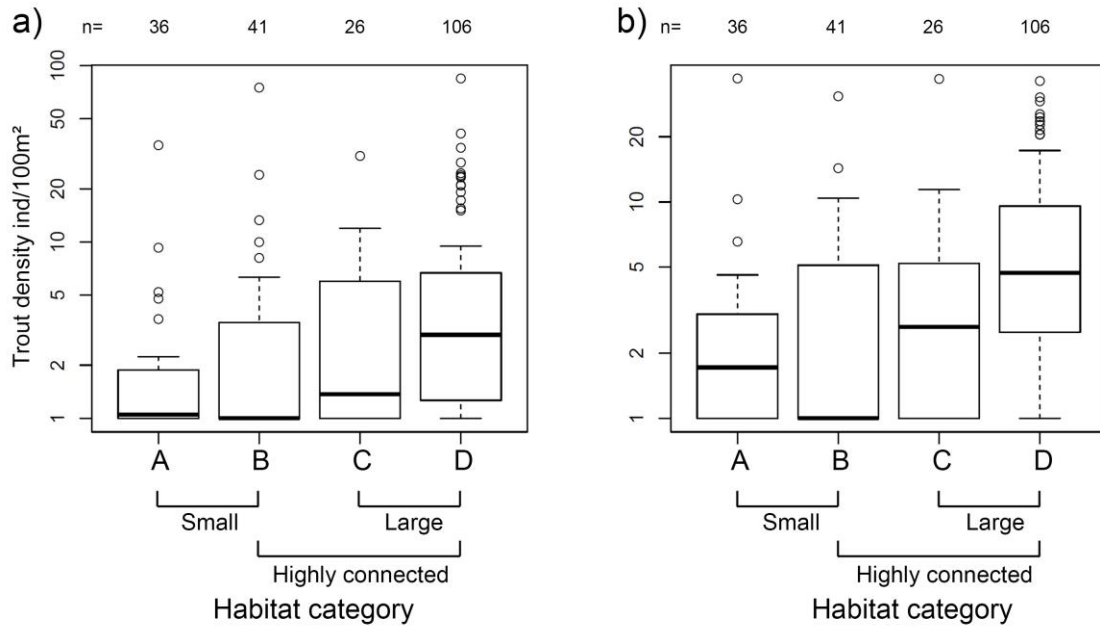 a) n= 36 41 26 106
100
50
20
10
5
2
1
Trout density ind/100m²
A B C D
Small Large
Highly connected
Habitat category
b) n= 36 41 26 106
20
10
5
2
1
A B C D
Small Large
Highly connected
Habitat category